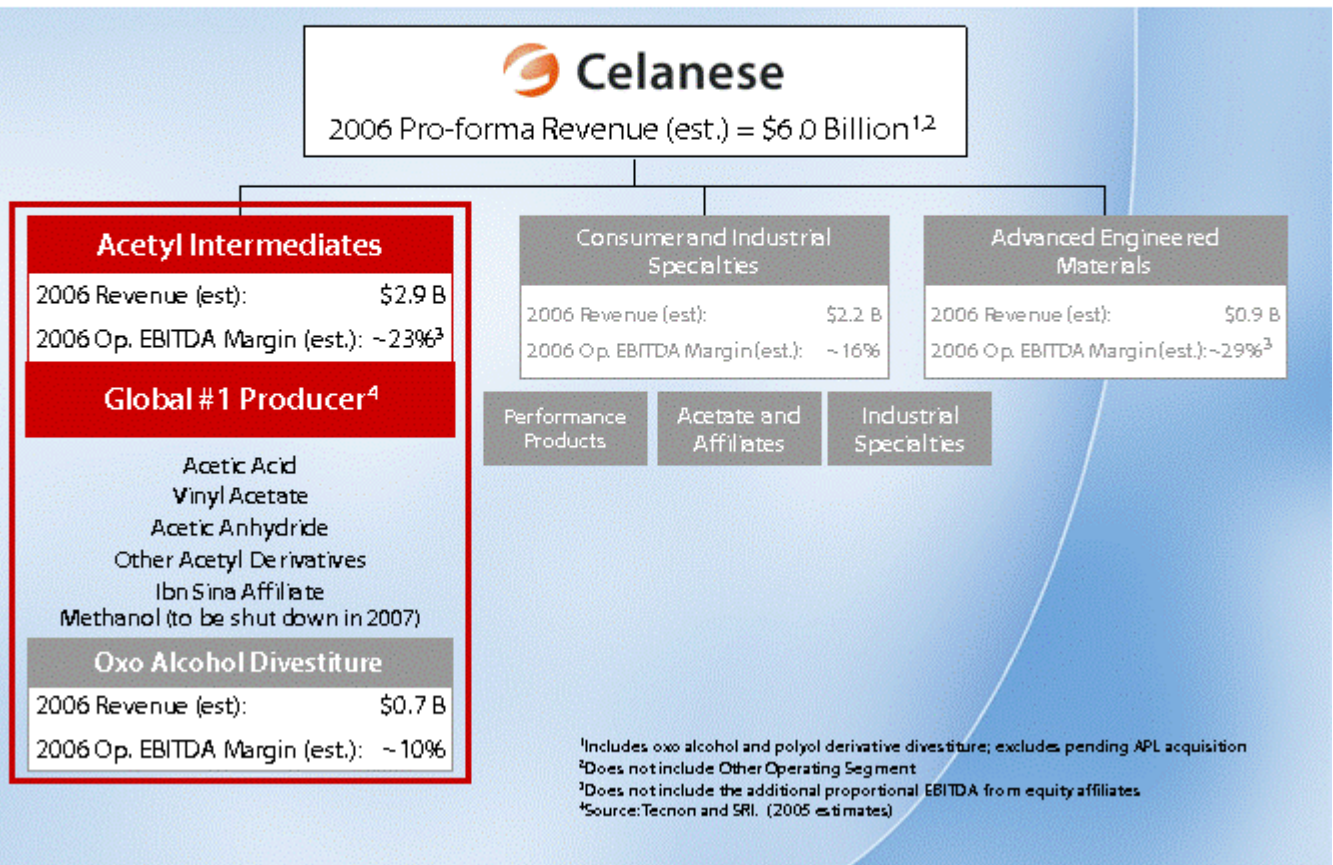 Celanese
2006 Pro-forma Revenue (est.) = $6.0 Billion¹,²
Acetyl Intermediates
2006 Revenue (est): $2.9 B
2006 Op. EBITDA Margin (est.): ~23%³
Global #1 Producer⁴
Acetic Acid
Vinyl Acetate
Acetic Anhydride
Other Acetyl Derivatives
Ibn Sina Affiliate
Methanol (to be shut down in 2007)
Oxo Alcohol Divestiture
2006 Revenue (est): $0.7 B
2006 Op. EBITDA Margin (est.): ~10%
Consumer and Industrial
Specialties
2006 Revenue (est): $2.2 B
2006 Op. EBITDA Margin (est.): ~16%
Performance
Products
Acetate and
Affiliates
Industrial
Specialties
Advanced Engineered
Materials
2006 Revenue (est): $0.9 B
2006 Op. EBITDA Margin (est.): ~29%³
¹Includes oxo alcohol and polyol derivative divestiture; excludes pending APL acquisition
²Does not include Other Operating Segment
³Does not include the additional proportional EBITDA from equity affiliates
⁴Source: Tecnon and SRI. (2005 estimates)